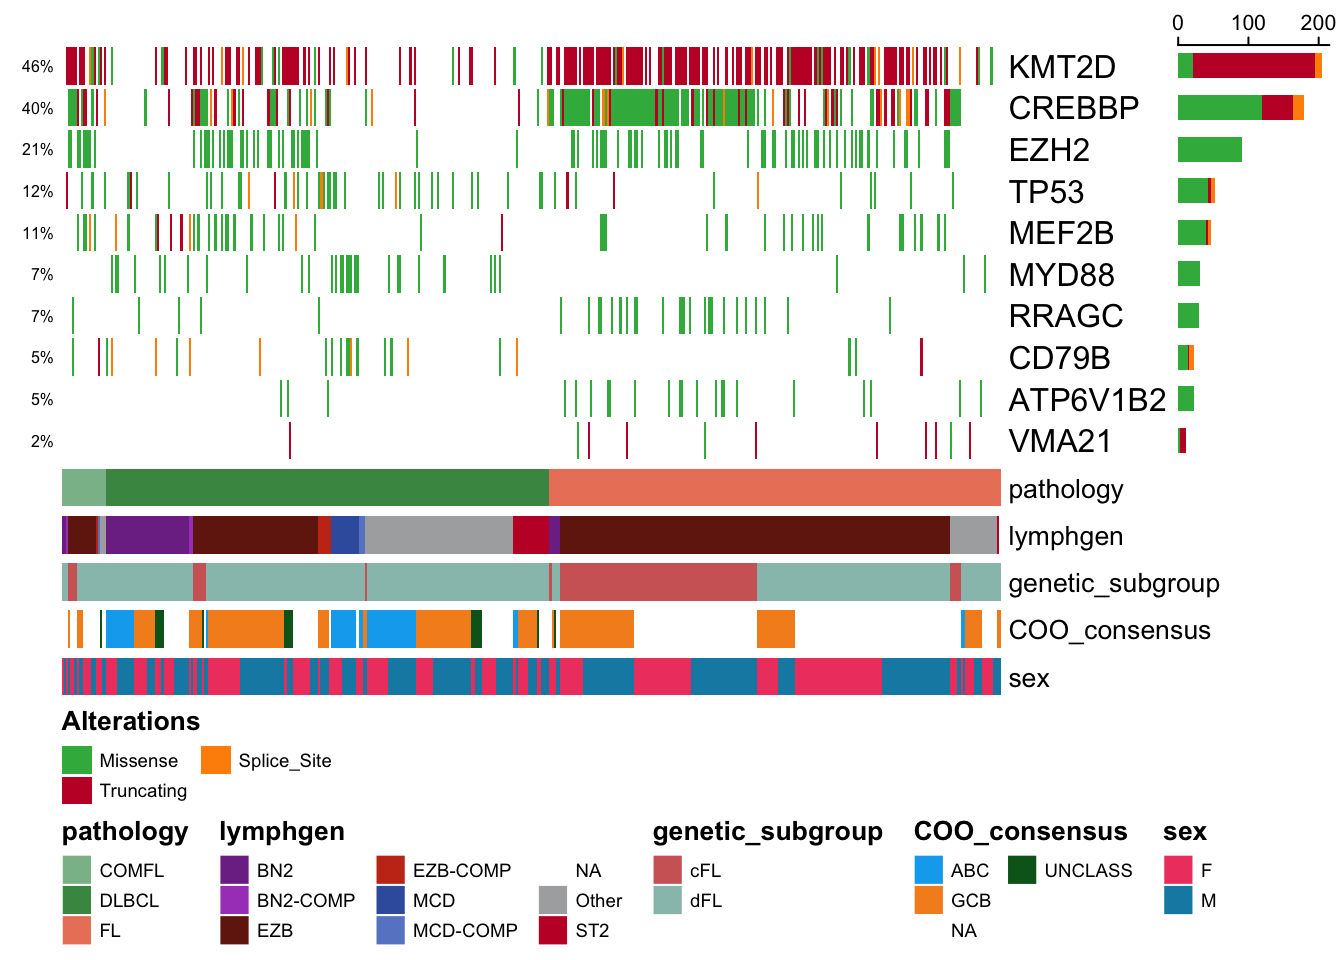 0 100 200
46% KMT2D
40% CREBBP
21% EZH2
12% TP53
11% MEF2B
7% MYD88
7% RRAGC
5% CD79B
5% ATP6V1B2
2% VMA21
pathology
lymphgen
genetic_subgroup
COO_consensus
sex
Alterations
Missense Splice_Site
Truncating
pathology lymphgen genetic_subgroup COO_consensus sex
COMFL BN2 EZB-COMP NA cFL ABC UNCLASS F
DLBCL BN2-COMP MCD Other dFL GCB M
FL EZB MCD-COMP ST2 NA